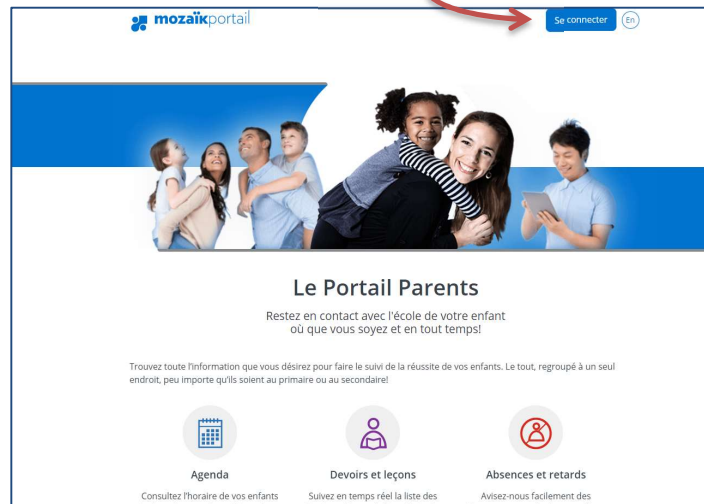 mozaïkportail
Se connecter
En
Le Portail Parents
Restez en contact avec l'école de votre enfant
où que vous soyez et en tout temps!
Trouvez toute l'information que vous désirez pour faire le suivi de la réussite de vos enfants. Le tout, regroupé à un seul
endroit, peu importe qu'ils soient au primaire ou au secondaire!
Agenda
Devoirs et leçons
Absences et retards
Consultez l'horaire de vos enfants
Suivez en temps réel la liste des
Avisez-nous facilement des